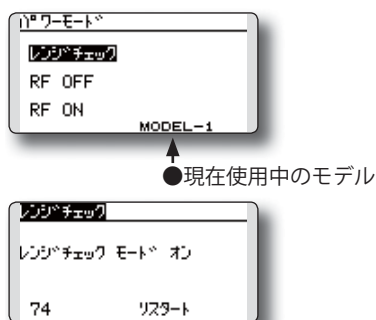 パワーモード
レンジチェック
RF OFF
RF ON
MODEL-1
●現在使用中のモデル
レンジチェック
レンジチェック モード オン
74 リスタート